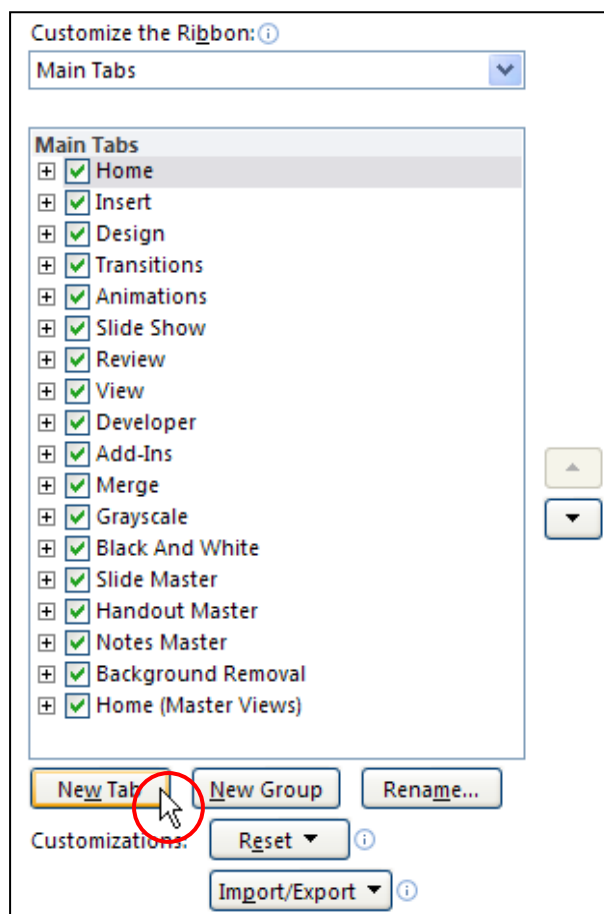 Customize the Ribbon:
Main Tabs
Main Tabs
Home
Insert
Design
Transitions
Animations
Slide Show
Review
View
Developer
Add-Ins
Merge
Grayscale
Black And White
Slide Master
Handout Master
Notes Master
Background Removal
Home (Master Views)
New Tab New Group Rename...
Customizations: Reset
Import/Export